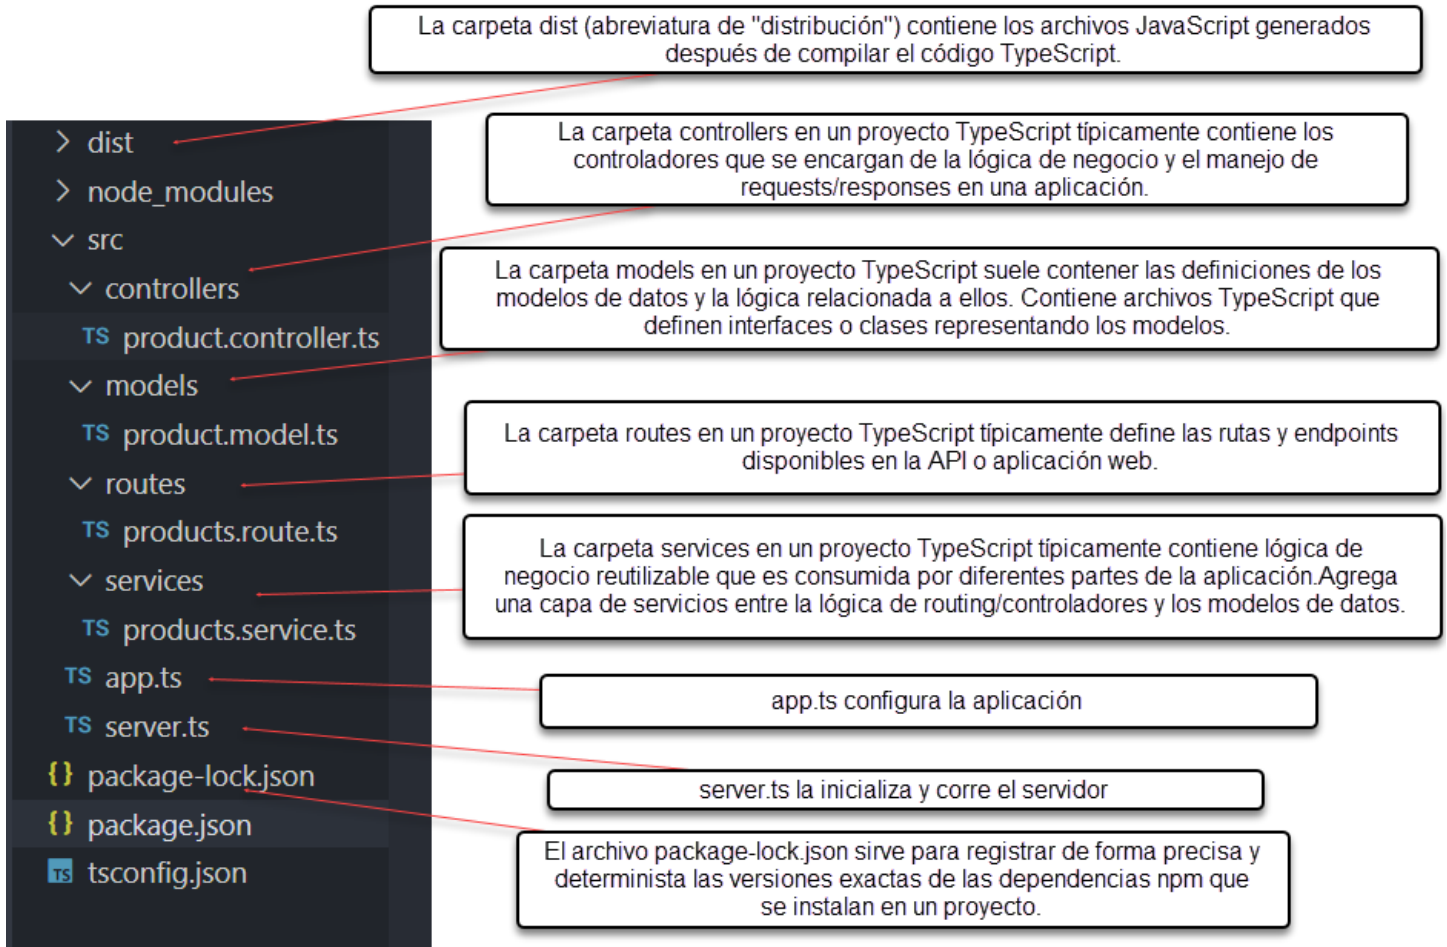 La carpeta dist (abreviatura de "distribución") contiene los archivos JavaScript generados
después de compilar el código TypeScript.
dist
node_modules
src
controllers
TS product.controller.ts
models
TS product.model.ts
routes
TS products.route.ts
services
TS products.service.ts
TS app.ts
TS server.ts
{} package-lock.json
{} package.json
TS tsconfig.json
La carpeta controllers en un proyecto TypeScript típicamente contiene los
controladores que se encargan de la lógica de negocio y el manejo de
requests/responses en una aplicación.
La carpeta models en un proyecto TypeScript suele contener las definiciones de los
modelos de datos y la lógica relacionada a ellos. Contiene archivos TypeScript que
definen interfaces o clases representando los modelos.
La carpeta routes en un proyecto TypeScript típicamente define las rutas y endpoints
disponibles en la API o aplicación web.
La carpeta services en un proyecto TypeScript típicamente contiene lógica de
negocio reutilizable que es consumida por diferentes partes de la aplicación.Agrega
una capa de servicios entre la lógica de routing/controladores y los modelos de datos.
app.ts configura la aplicación
server.ts la inicializa y corre el servidor
El archivo package-lock.json sirve para registrar de forma precisa y
determinista las versiones exactas de las dependencias npm que
se instalan en un proyecto.